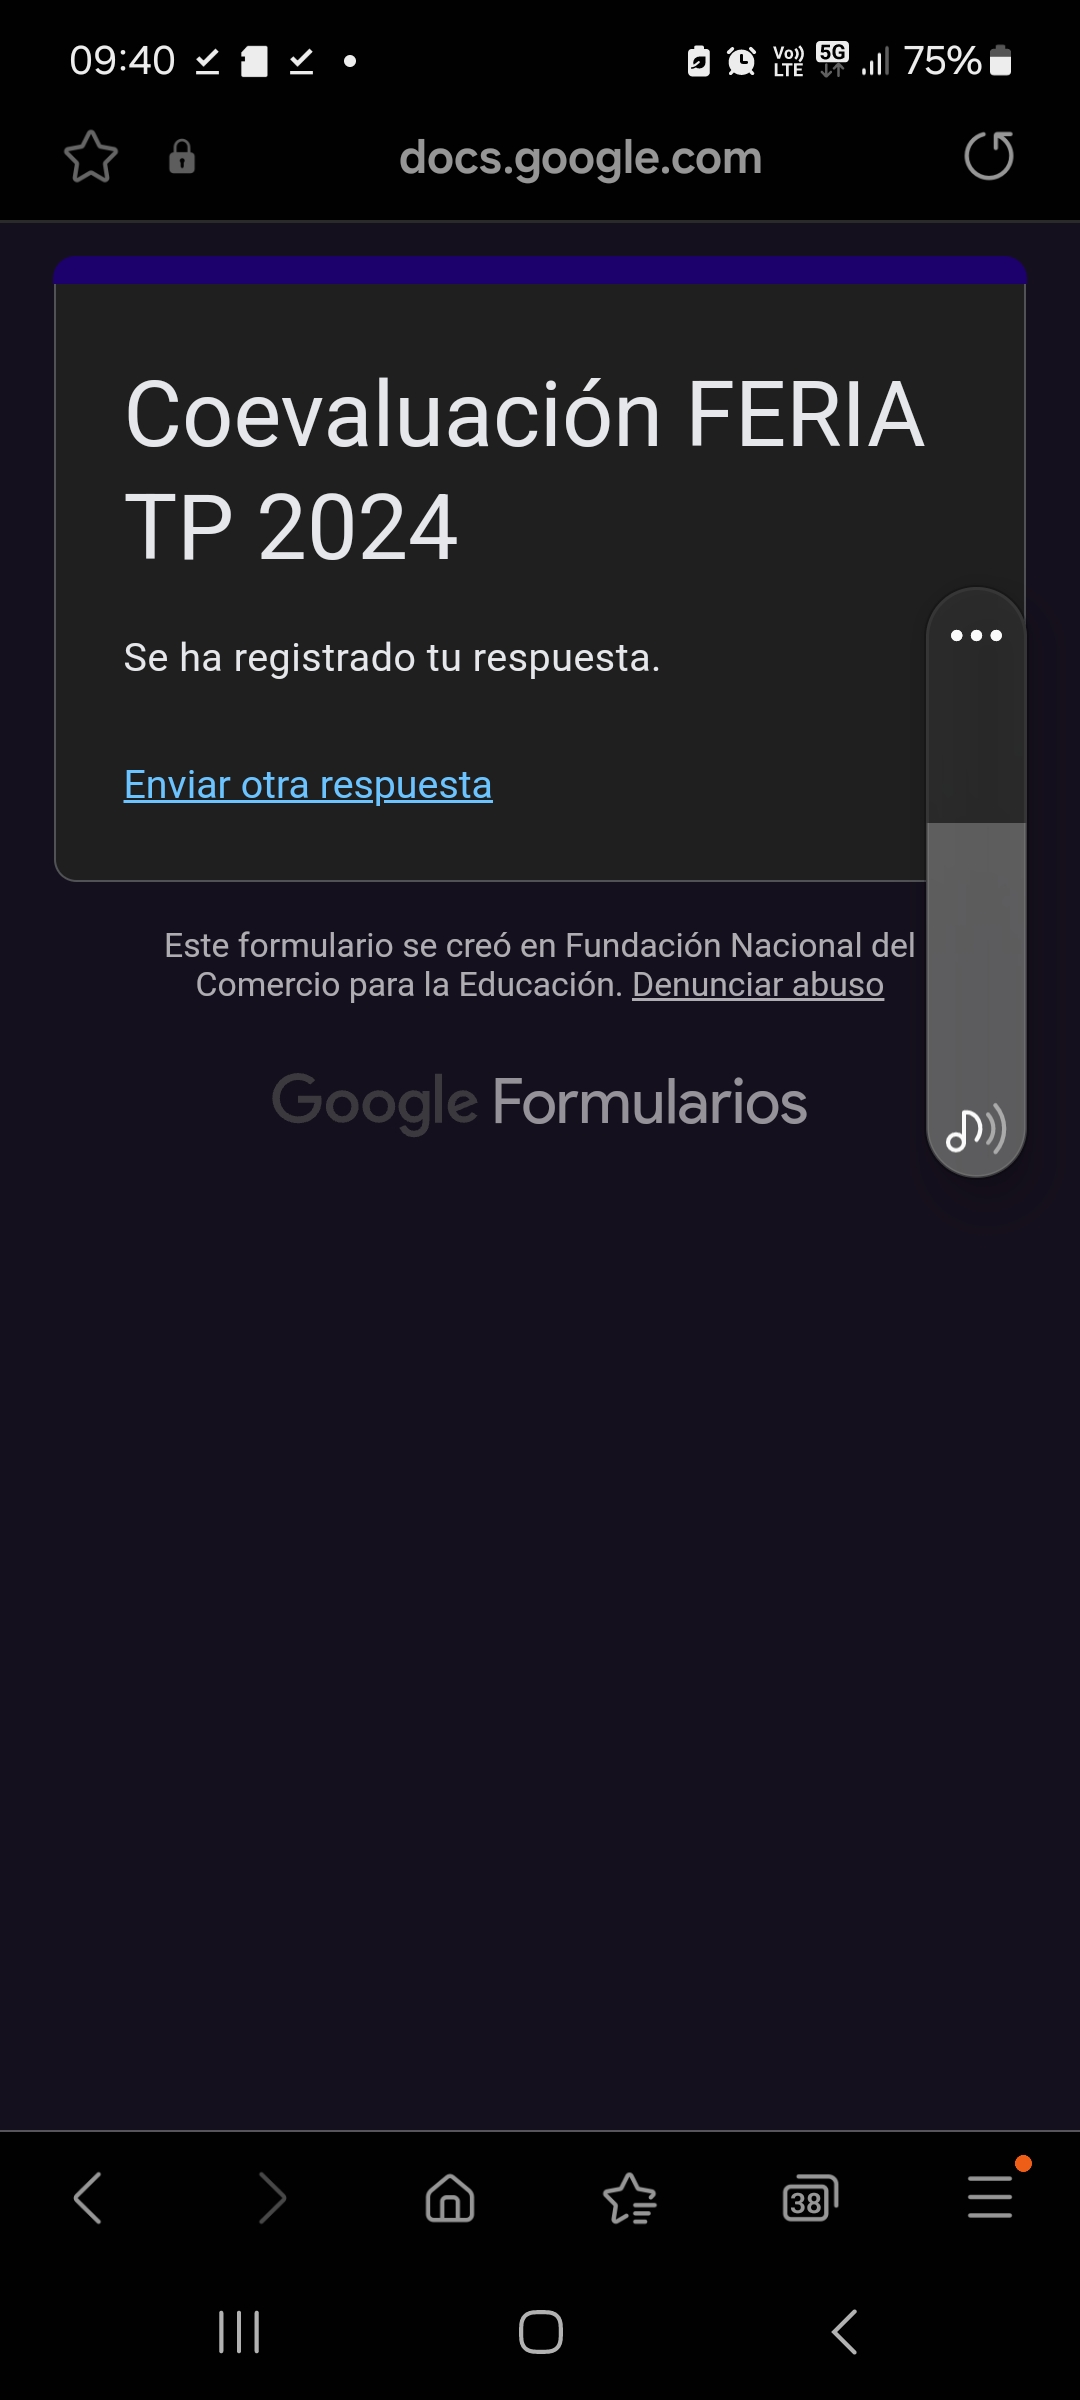 09:40 Vo)) LTE 5G 75%
docs.google.com
Coevaluación FERIA
TP 2024
Se ha registrado tu respuesta.
Enviar otra respuesta
Este formulario se creó en Fundación Nacional del
Comercio para la Educación. Denunciar abuso
Google Formularios
38